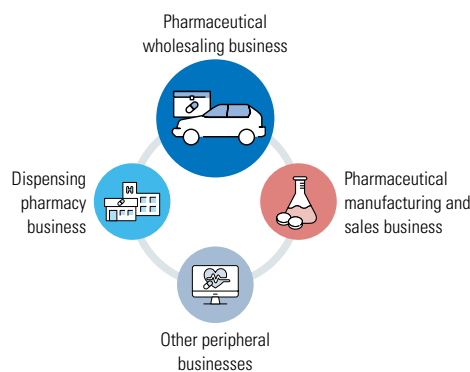 Pharmaceutical
wholesaling business
Dispensing
pharmacy
business
Pharmaceutical
manufacturing and
sales business
Other peripheral
businesses